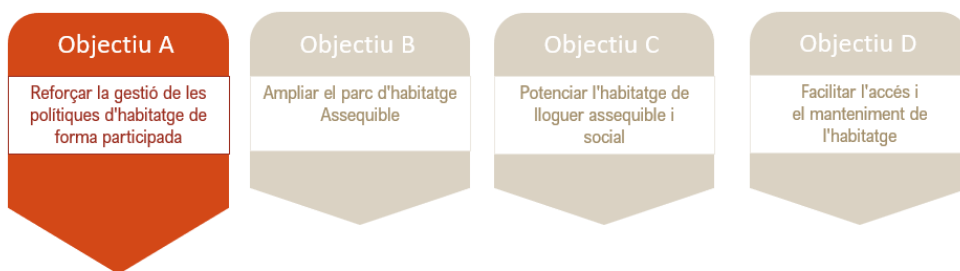 Objectiu A
Reforçar la gestió de les
polítiques d'habitatge de
forma participada
Objectiu B
Ampliar el parc d'habitatge
Assequible
Objectiu C
Potenciar l'habitatge de
lloguer assequible i
social
Objectiu D
Facilitar l'accés i
el manteniment de
l'habitatge